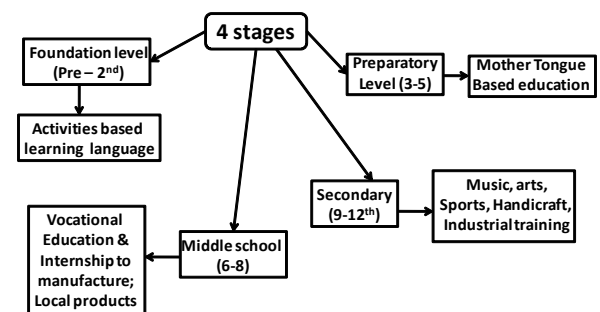 4 stages
Foundation level
(Pre – 2nd)
Activities based
learning language
Preparatory
Level (3-5)
Mother Tongue
Based education
Secondary
(9-12th)
Music, arts,
Sports, Handicraft,
Industrial training
Middle school
(6-8)
Vocational
Education &
Internship to
manufacture;
Local products